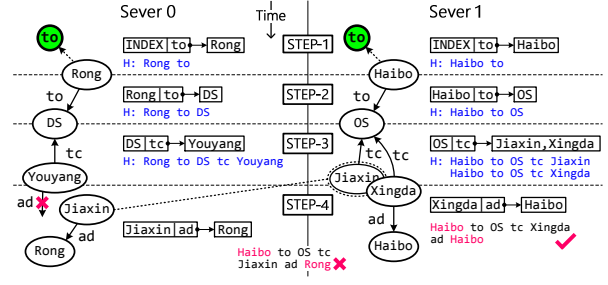 Sever 0
Time
Sever 1
to
INDEX|to Rong
H: Rong to
STEP-1
to
INDEX|to Haibo
H: Haibo to
Rong
to
Rong|to DS
H: Rong to DS
STEP-2
Haibo
to
Haibo|to OS
H: Haibo to OS
DS
tc
DS|tc Youyang
H: Rong to DS tc Youyang
STEP-3
OS
tc
tc
OS|tc Jiaxin,Xingda
H: Haibo to OS tc Jiaxin
Haibo to OS tc Xingda
Youyang
Jiaxin
Xingda
ad
Jiaxin
ad
Rong
Jiaxin|ad Rong
STEP-4
Haibo to OS tc
Jiaxin ad Rong
ad
Haibo
Xingda|ad Haibo
Haibo to OS tc Xingda
ad Haibo